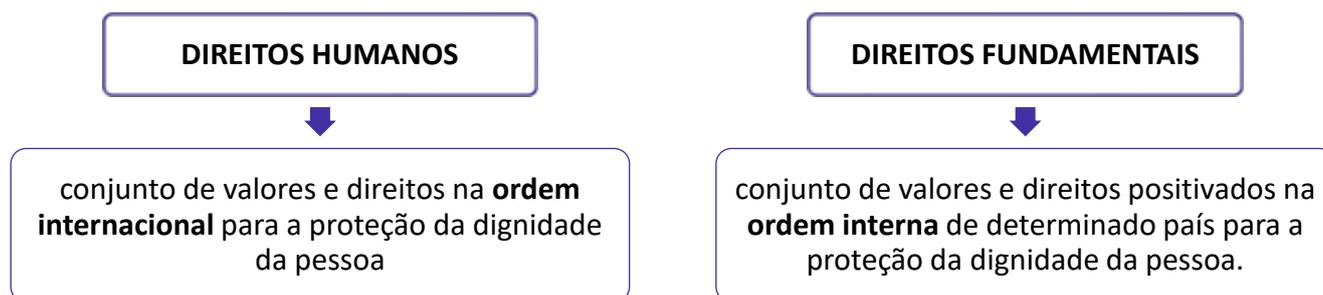 DIREITOS HUMANOS
conjunto de valores e direitos na ordem
internacional para a proteção da dignidade
da pessoa
DIREITOS FUNDAMENTAIS
conjunto de valores e direitos positivados na
ordem interna de determinado país para a
proteção da dignidade da pessoa.